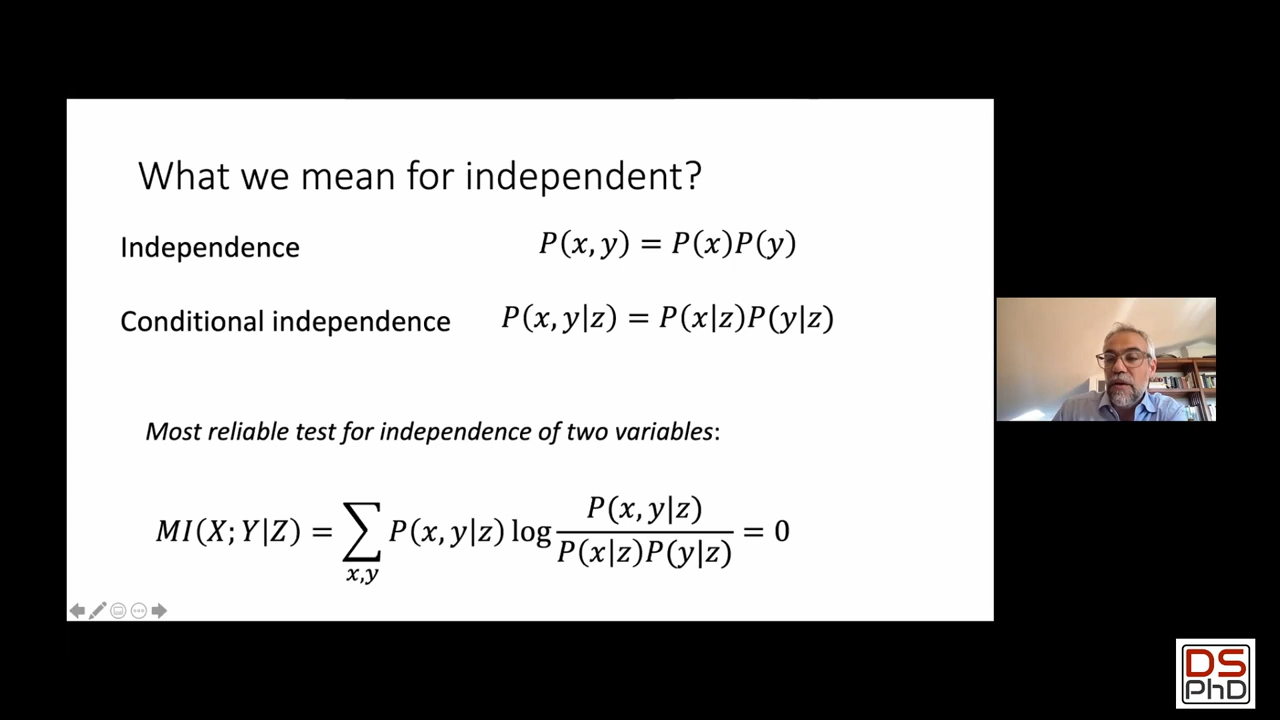 What we mean for independent?
Independence P(x, y) = P(x)P(y)
Conditional independence P(x, y|z) = P(x|z)P(y|z)
Most reliable test for independence of two variables:
MI(X; Y|Z) = ∑_{x,y} P(x, y|z) log \frac{P(x, y|z)}{P(x|z)P(y|z)} = 0
DS
PhD